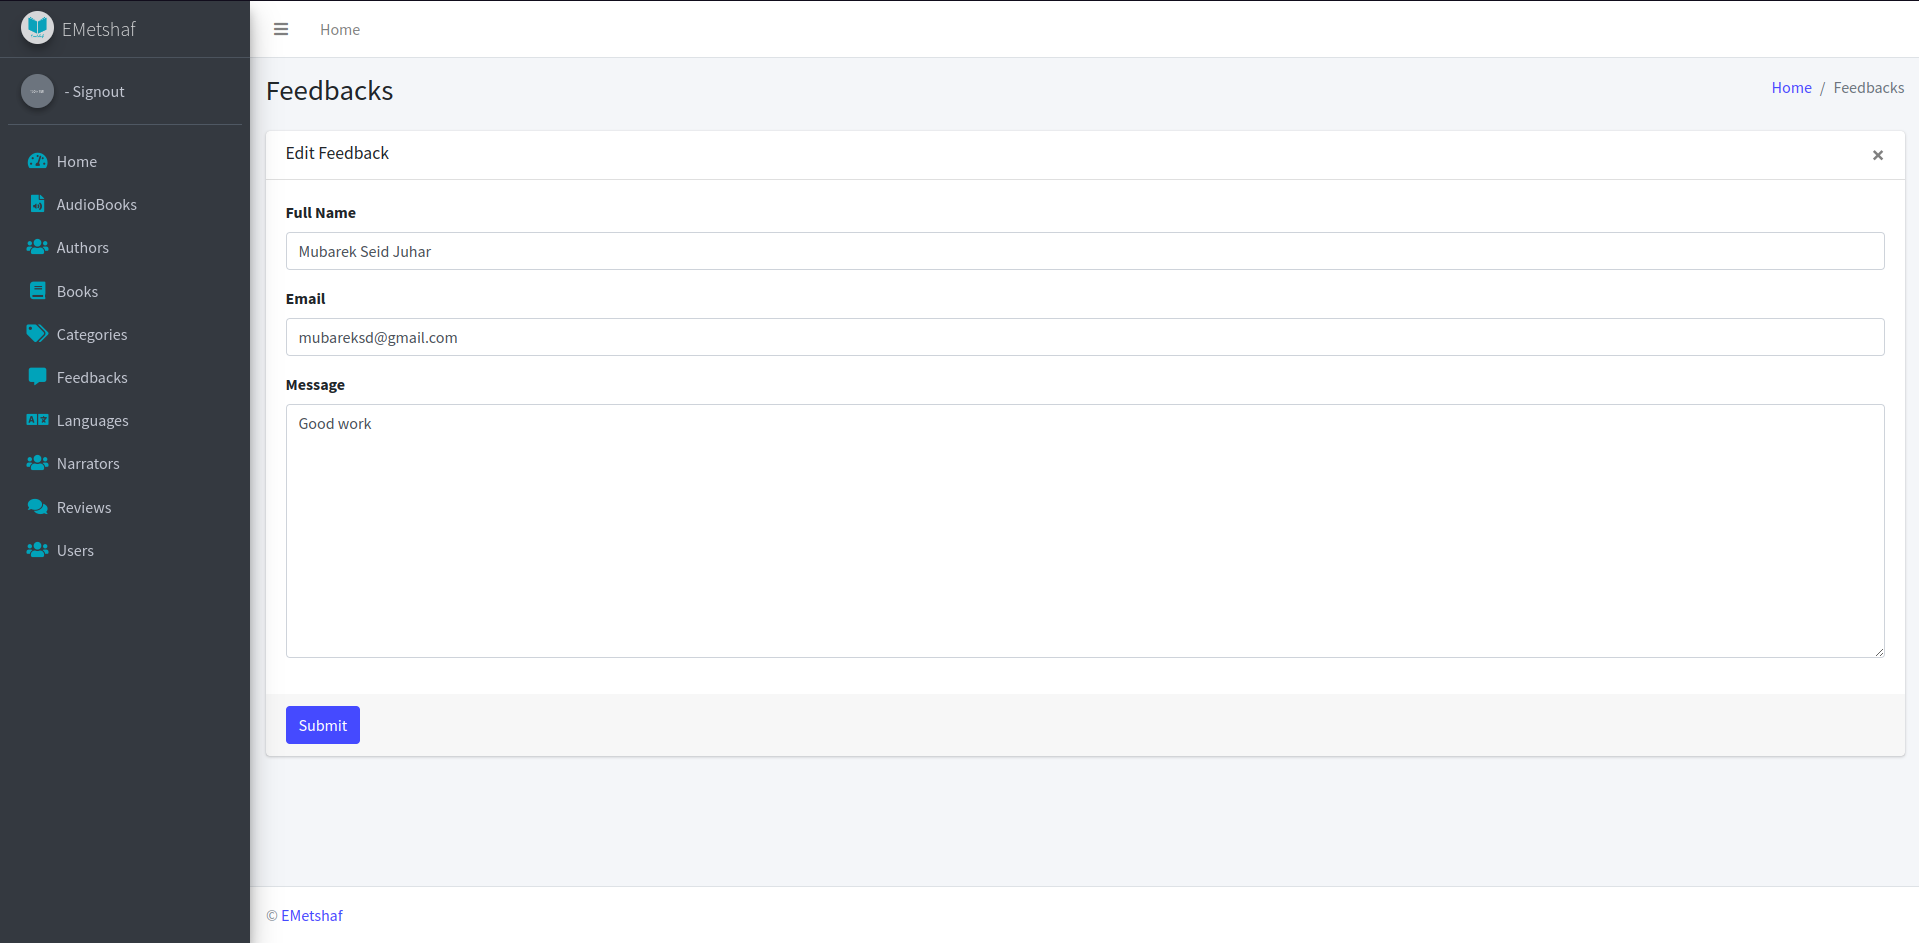 EMetshaf
Home
- Signout
Feedbacks
Home / Feedbacks
Home
AudioBooks
Authors
Books
Categories
Feedbacks
Languages
Narrators
Reviews
Users
Edit Feedback
×
Full Name
Mubarek Seid Juhar
Email
mubareksd@gmail.com
Message
Good work
Submit
© EMetshaf